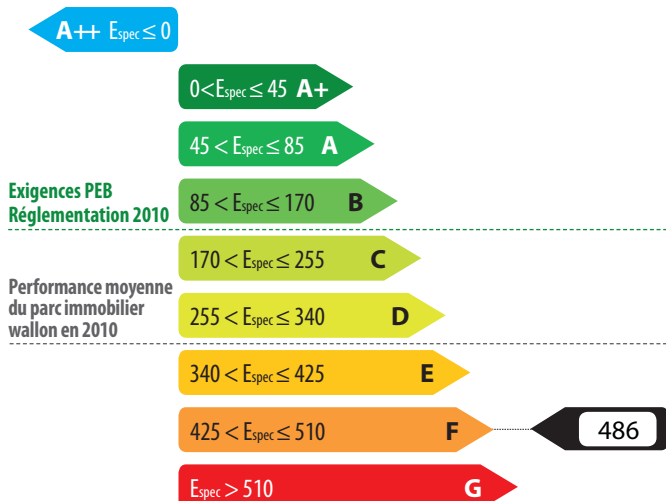 A++ Espec ≤ 0
0 < Espec ≤ 45 A+
45 < Espec ≤ 85 A
Exigences PEB
Réglementation 2010
85 < Espec ≤ 170 B
170 < Espec ≤ 255 C
Performance moyenne
du parc immobilier
wallon en 2010
255 < Espec ≤ 340 D
340 < Espec ≤ 425 E
425 < Espec ≤ 510 F 486
Espec > 510 G